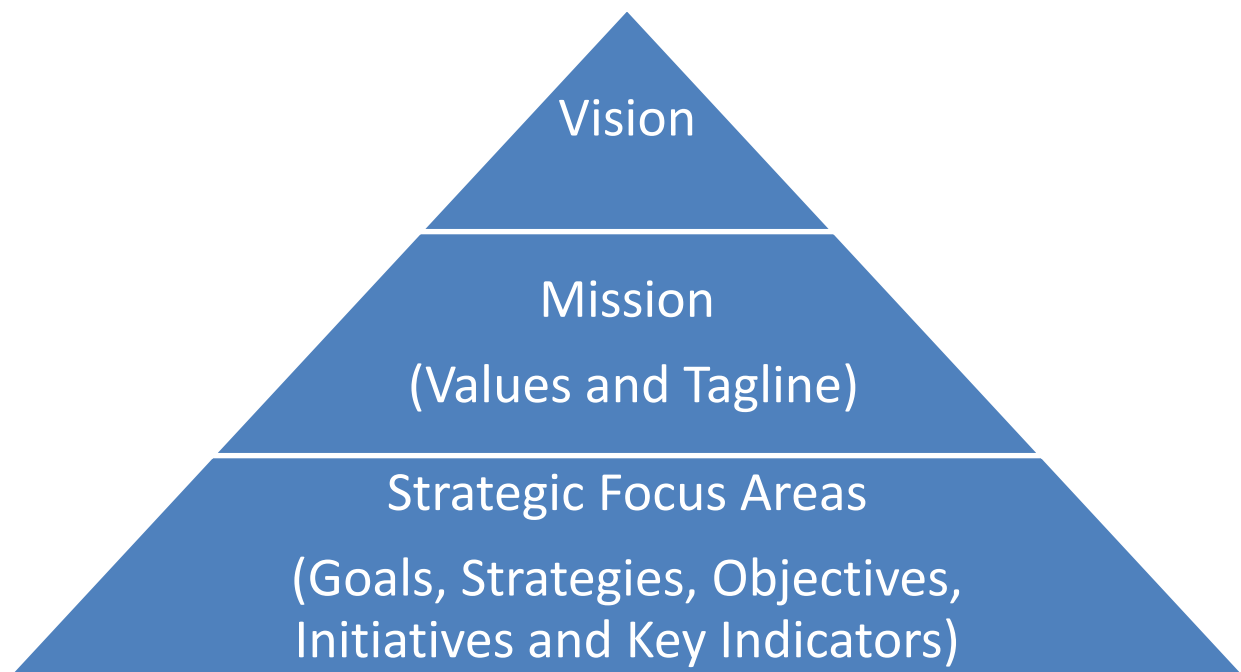 Vision
Mission
(Values and Tagline)
Strategic Focus Areas
(Goals, Strategies, Objectives,
Initiatives and Key Indicators)